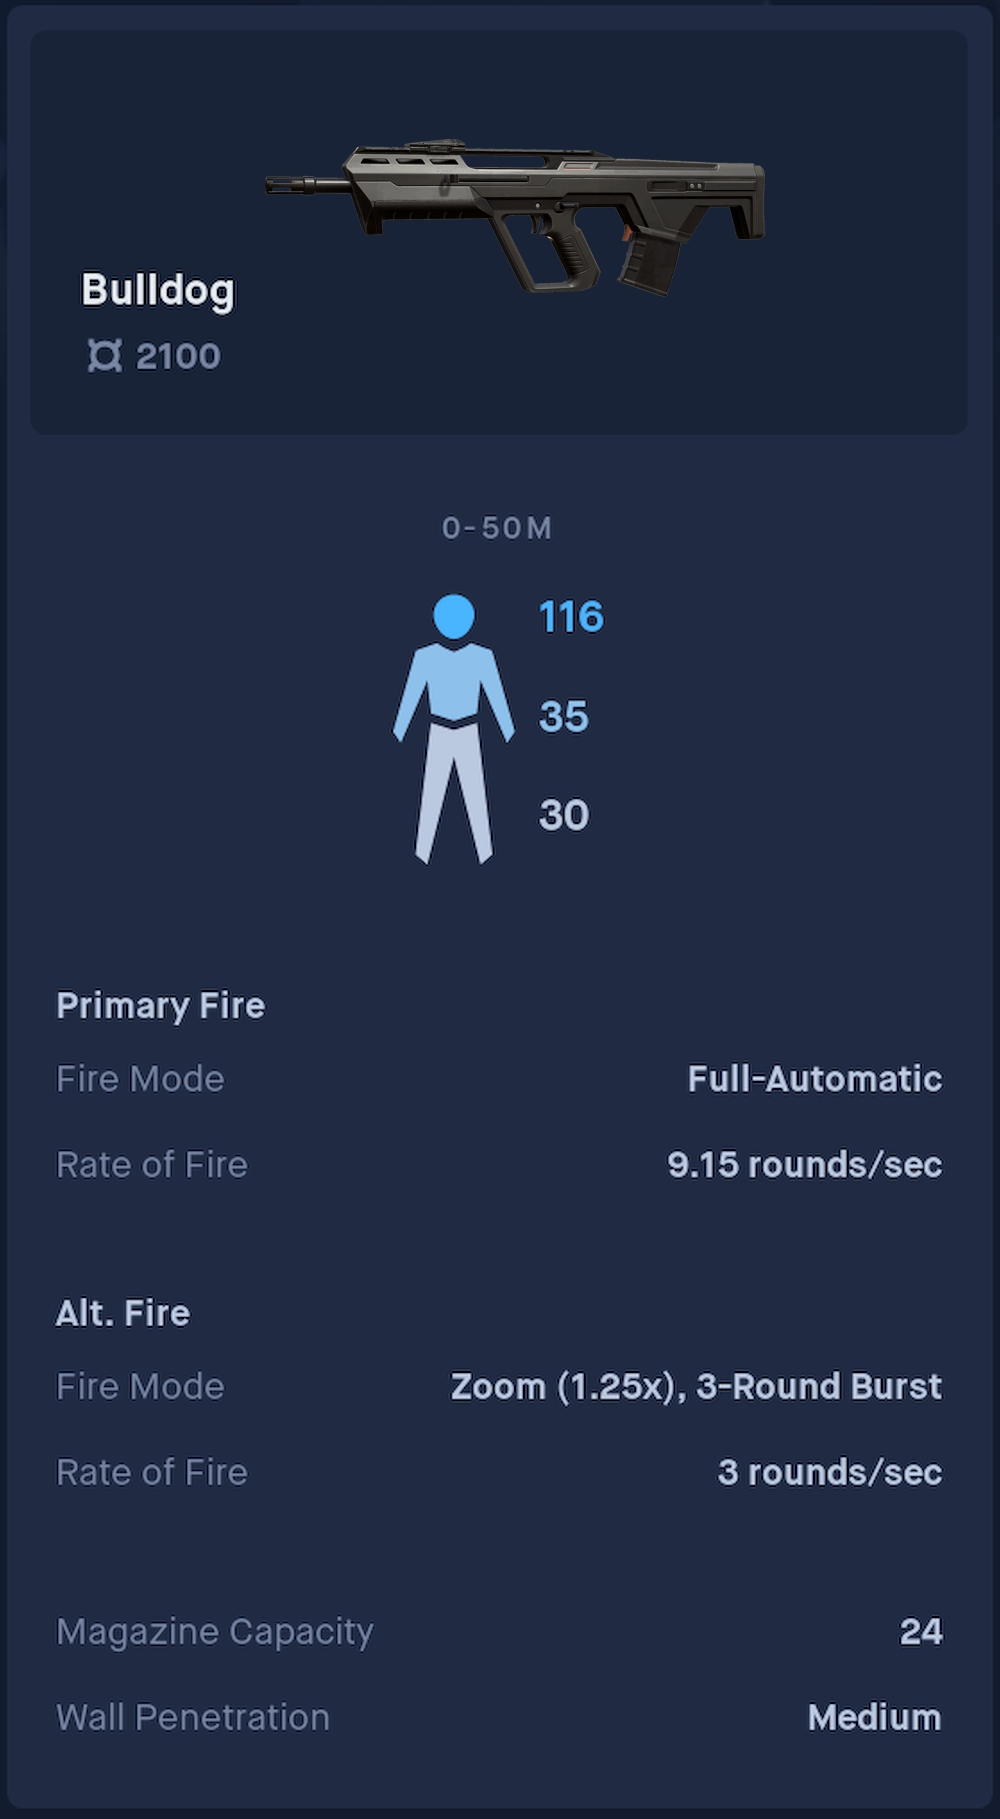 Bulldog
¤ 2100
0-50M
116
35
30
Primary Fire
Fire Mode Full-Automatic
Rate of Fire 9.15 rounds/sec
Alt. Fire
Fire Mode Zoom (1.25x), 3-Round Burst
Rate of Fire 3 rounds/sec
Magazine Capacity 24
Wall Penetration Medium